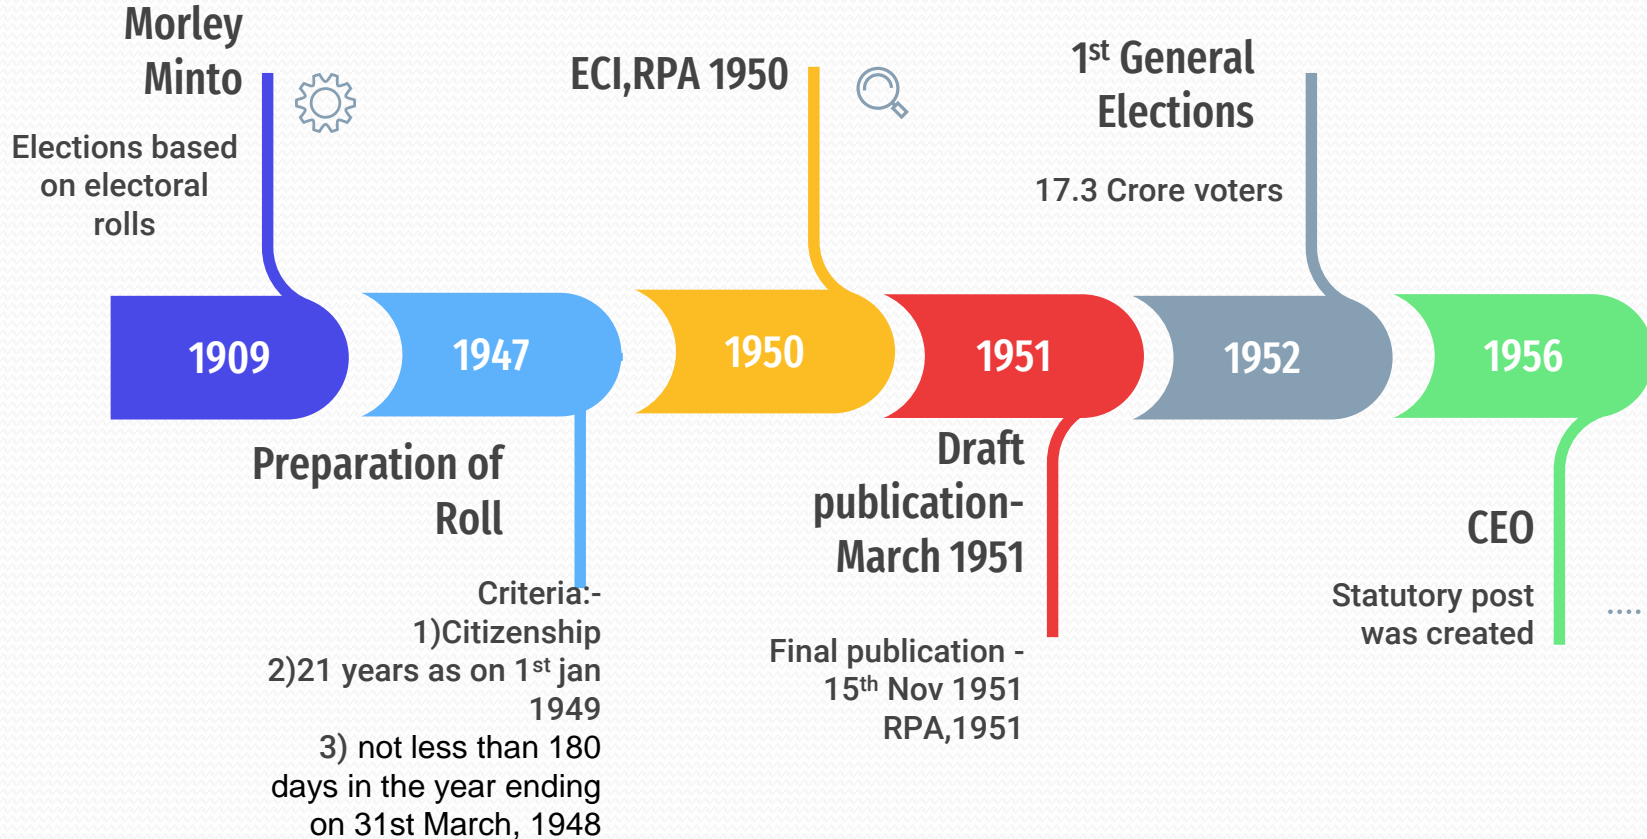 Morley
Minto
Elections based
on electoral
rolls
1909
1947
Preparation of
Roll
Criteria:-
1)Citizenship
2)21 years as on 1st jan
1949
3) not less than 180
days in the year ending
on 31st March, 1948
ECI,RPA 1950
1950
1951
Draft
publication-
March 1951
Final publication -
15th Nov 1951
RPA,1951
1st General
Elections
17.3 Crore voters
1952
1956
CEO
Statutory post
was created